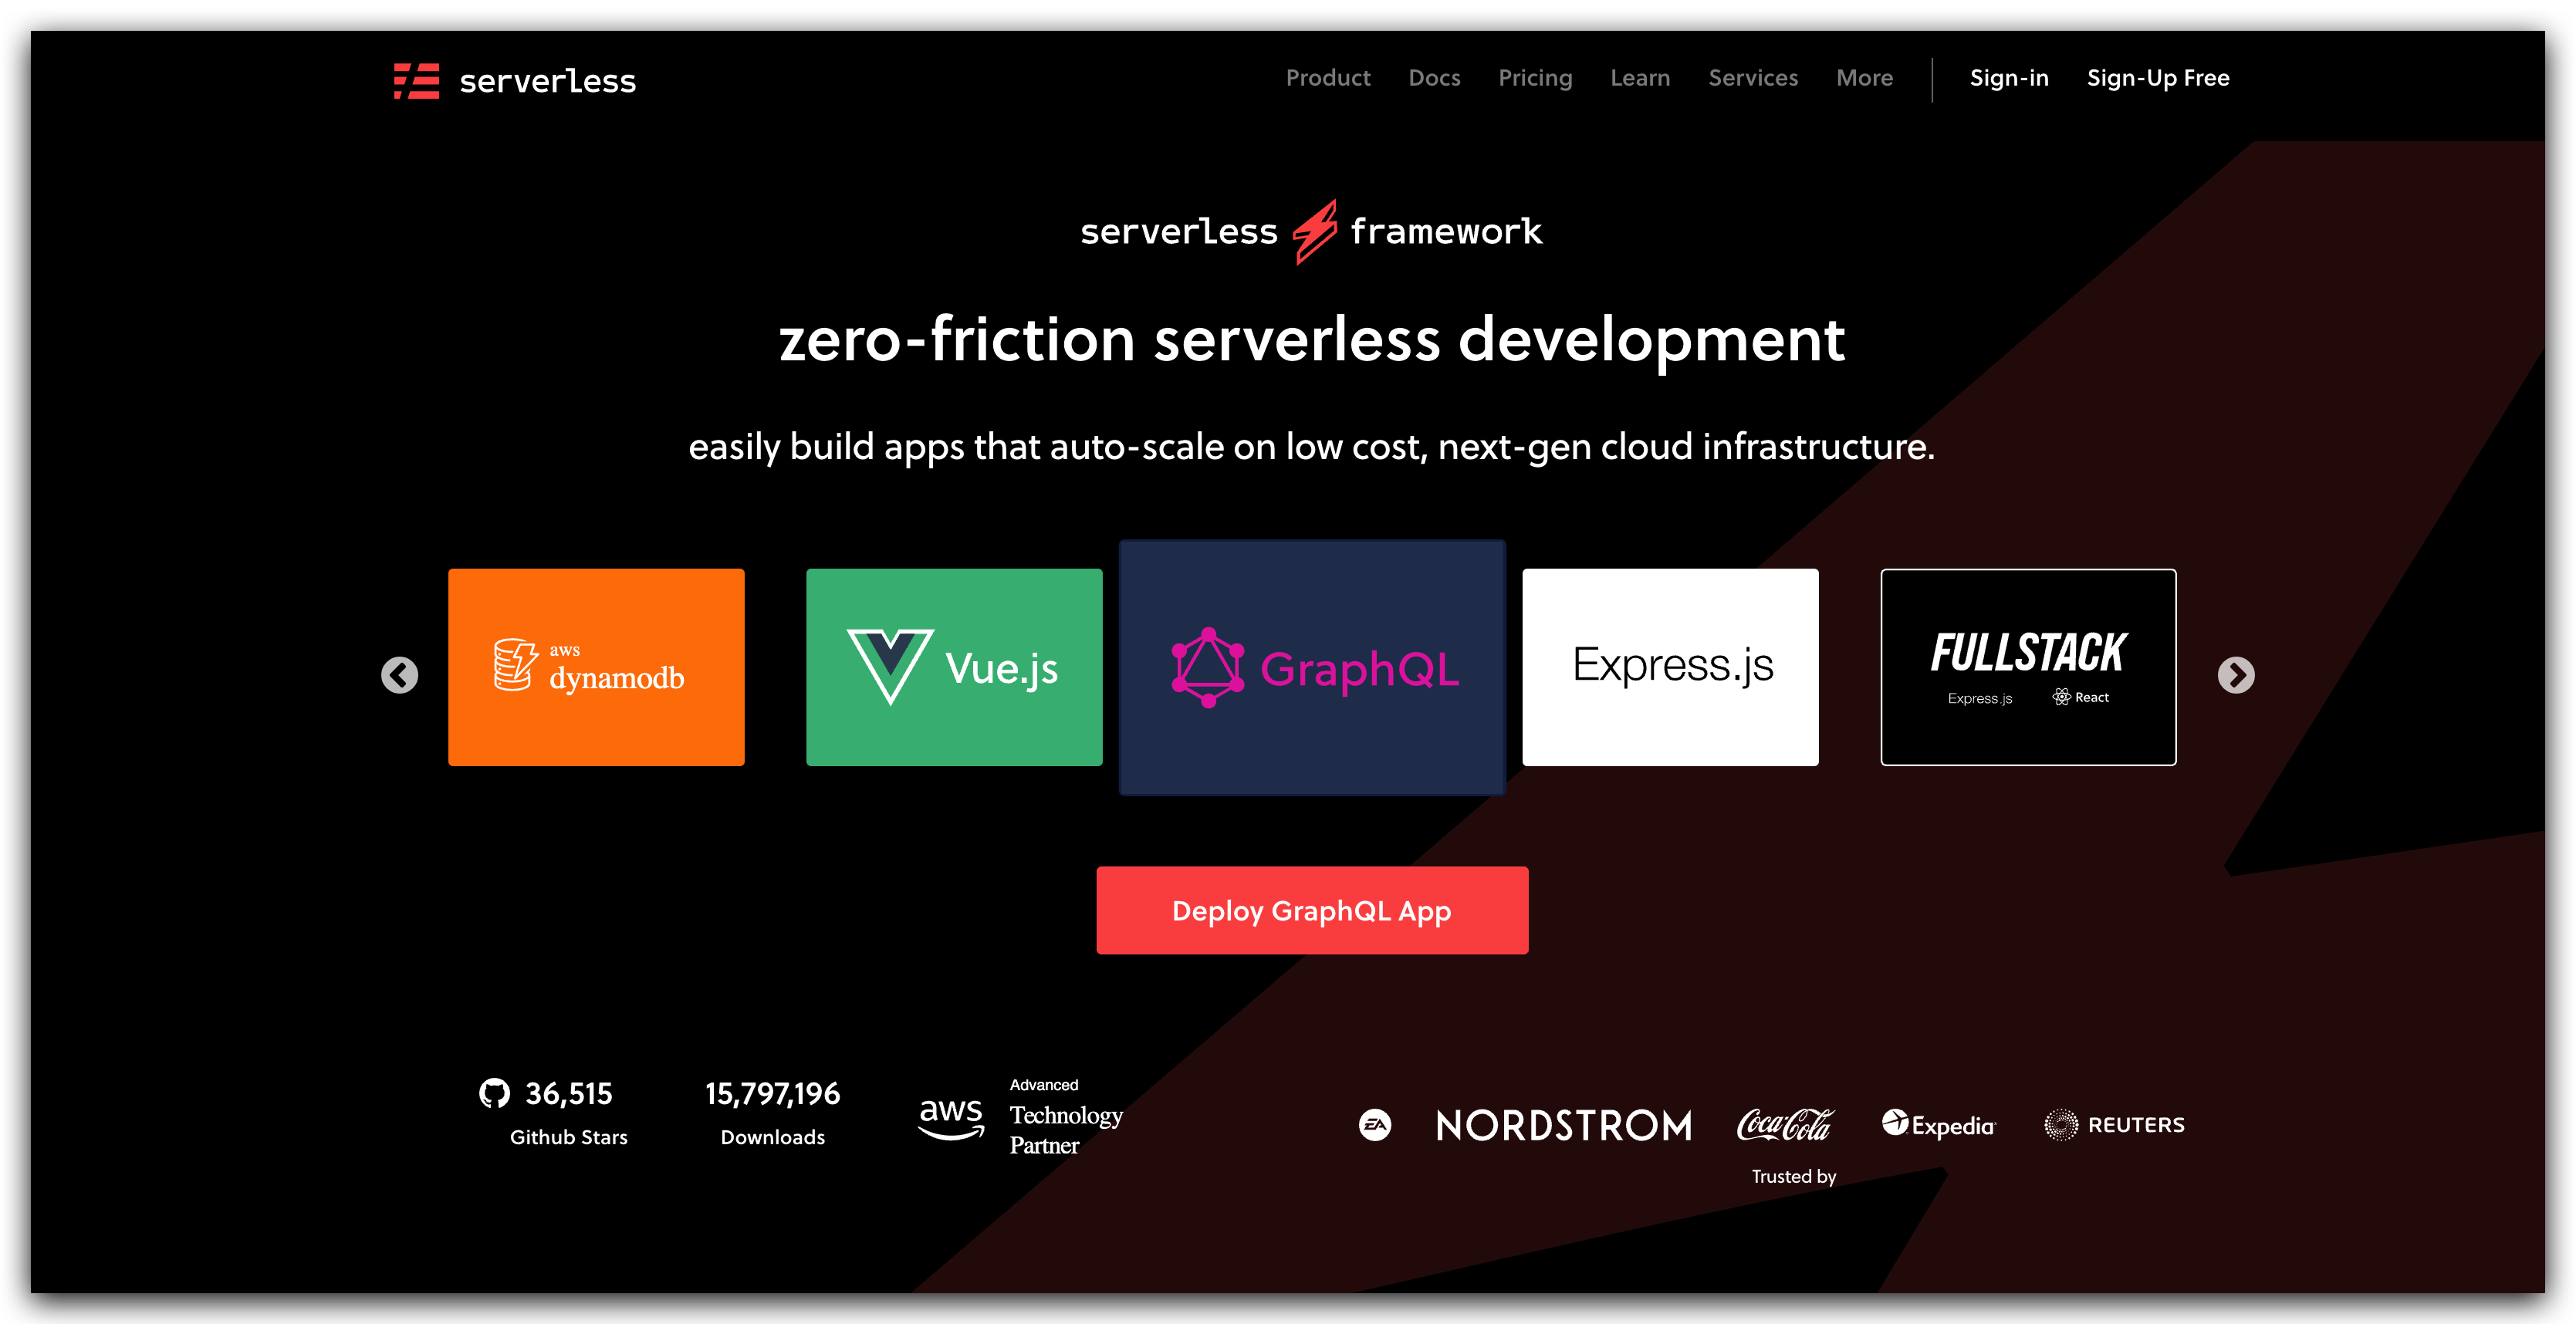 serverless
Product Docs Pricing Learn Services More Sign-in Sign-Up Free
serverless framework
zero-friction serverless development
easily build apps that auto-scale on low cost, next-gen cloud infrastructure.
aws
dynamodb
Vue.js
GraphQL
Express.js
FULLSTACK
Express.js React
Deploy GraphQL App
36,515
Github Stars
15,797,196
Downloads
aws
Advanced
Technology
Partner
EA NORDSTROM Coca-Cola Expedia REUTERS
Trusted by